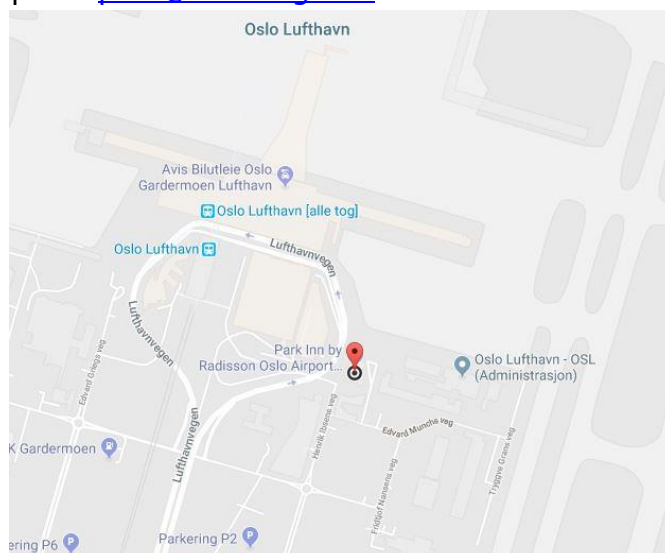 Oslo Lufthavn
Avis Bilutleie Oslo
Gardermoen Lufthavn
Oslo Lufthavn [alle tog]
Oslo Lufthavn
Lufthavnvegen
Lufthavnvegen
Edvard Griegs veg
Park Inn by
Radisson Oslo Airport...
Oslo Lufthavn - OSL
(Administrasjon)
Lufthavnvegen
Henrik Ibsens veg
Edvard Munchs veg
Fridtjof Nansens veg
Tryggve Grans veg
K Gardermoen
Parkering P2
ering P6